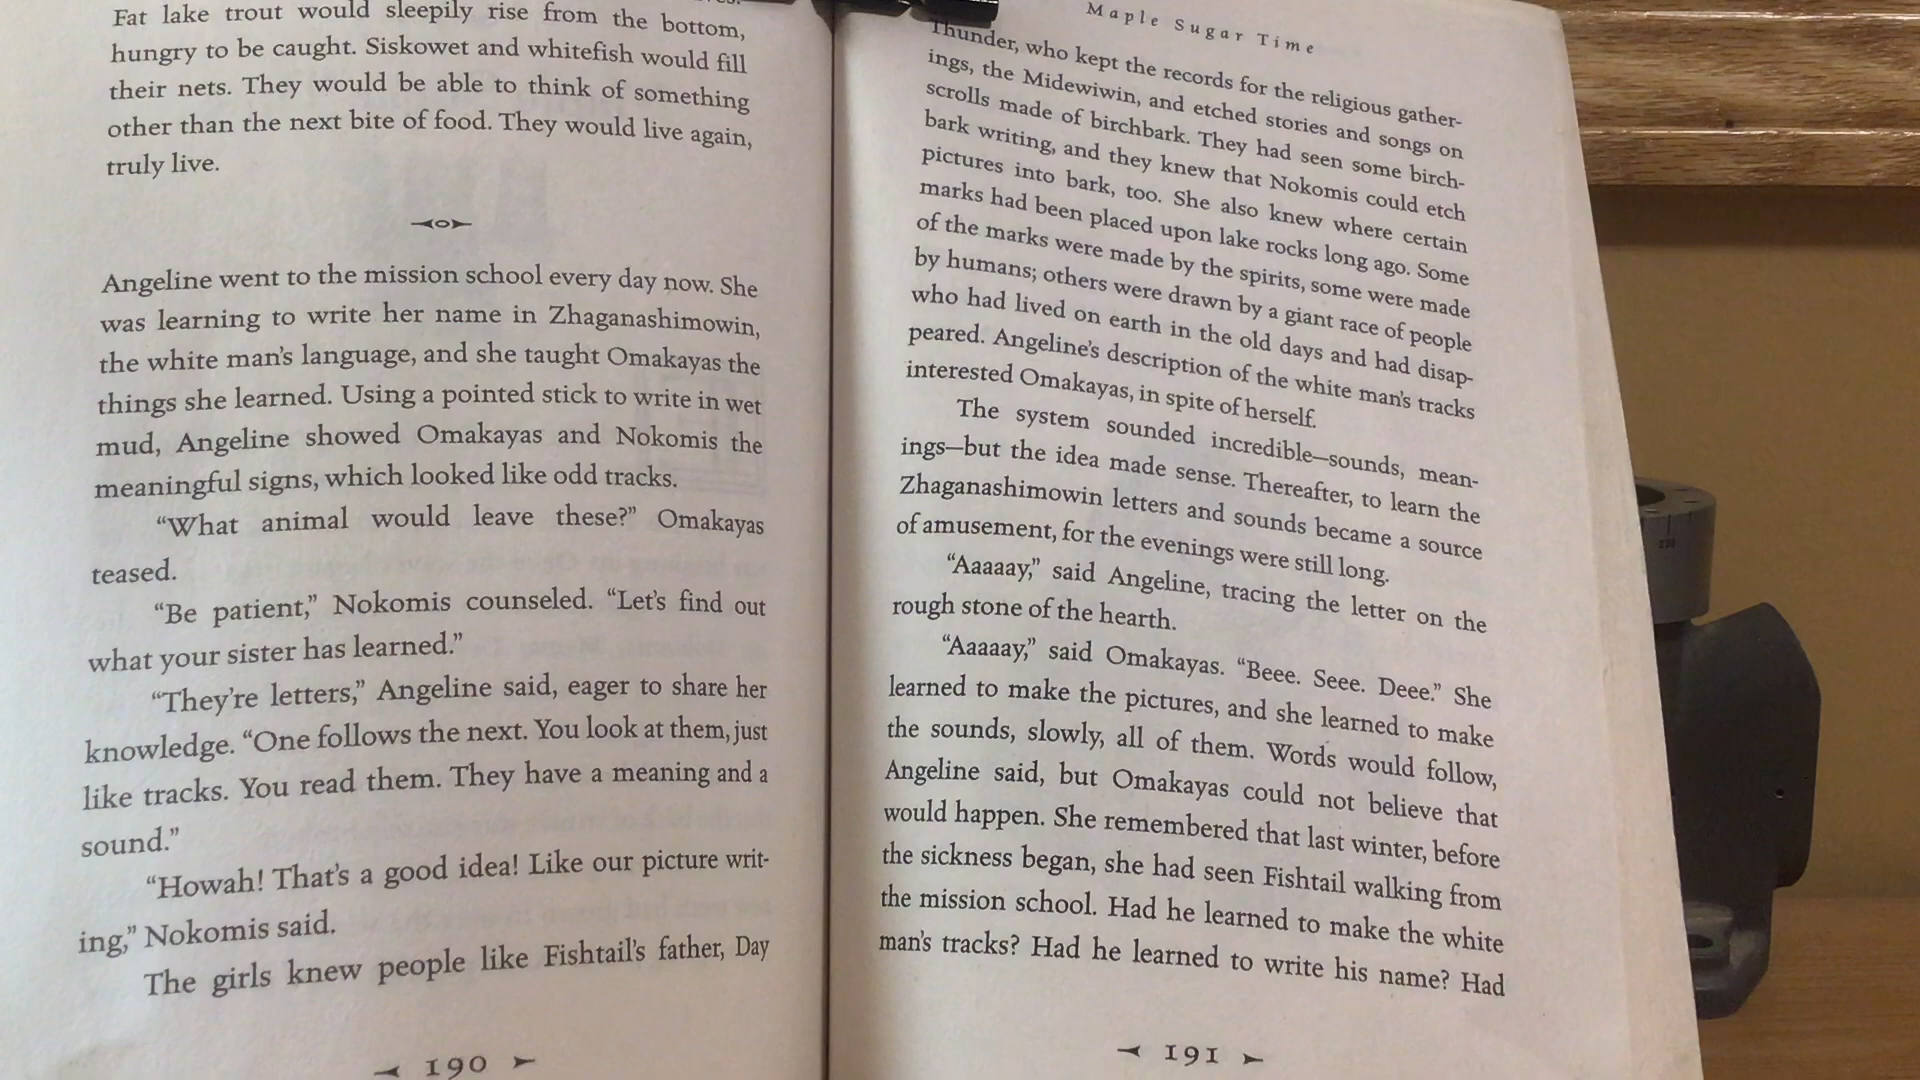 Fat lake trout would sleepily rise from the bottom,
hungry to be caught. Siskowet and whitefish would fill
their nets. They would be able to think of something
other than the next bite of food. They would live again,
truly live.
Angeline went to the mission school every day now. She
was learning to write her name in Zhaganashimowin,
the white man's language, and she taught Omakayas the
things she learned. Using a pointed stick to write in wet
mud, Angeline showed Omakayas and Nokomis the
meaningful signs, which looked like odd tracks.
“What animal would leave these?” Omakayas
teased.
“Be patient,” Nokomis counseled. “Let's find out
what your sister has learned.”
“They're letters,” Angeline said, eager to share her
knowledge. “One follows the next. You look at them, just
like tracks. You read them. They have a meaning and a
sound.”
“Howah! That's a good idea! Like our picture writ-
ing,” Nokomis said.
The girls knew people like Fishtail's father, Day
190
Maple Sugar Time
Thunder, who kept the records for the religious gather-
ings, the Midewiwin, and etched stories and songs on
scrolls made of birchbark. They had seen some birch-
bark writing, and they knew that Nokomis could etch
pictures into bark, too. She also knew where certain
marks had been placed upon lake rocks long ago. Some
of the marks were made by the spirits, some were made
by humans; others were drawn by a giant race of people
who had lived on earth in the old days and had disap-
peared. Angeline's description of the white man's tracks
interested Omakayas, in spite of herself.
The system sounded incredible—sounds, mean-
ings—but the idea made sense. Thereafter, to learn the
Zhaganashimowin letters and sounds became a source
of amusement, for the evenings were still long.
“Aaaaay,” said Angeline, tracing the letter on the
rough stone of the hearth.
“Aaaaay,” said Omakayas. “Beee. Seee. Deee.” She
learned to make the pictures, and she learned to make
the sounds, slowly, all of them. Words would follow,
Angeline said, but Omakayas could not believe that
would happen. She remembered that last winter, before
the sickness began, she had seen Fishtail walking from
the mission school. Had he learned to make the white
man's tracks? Had he learned to write his name? Had
191